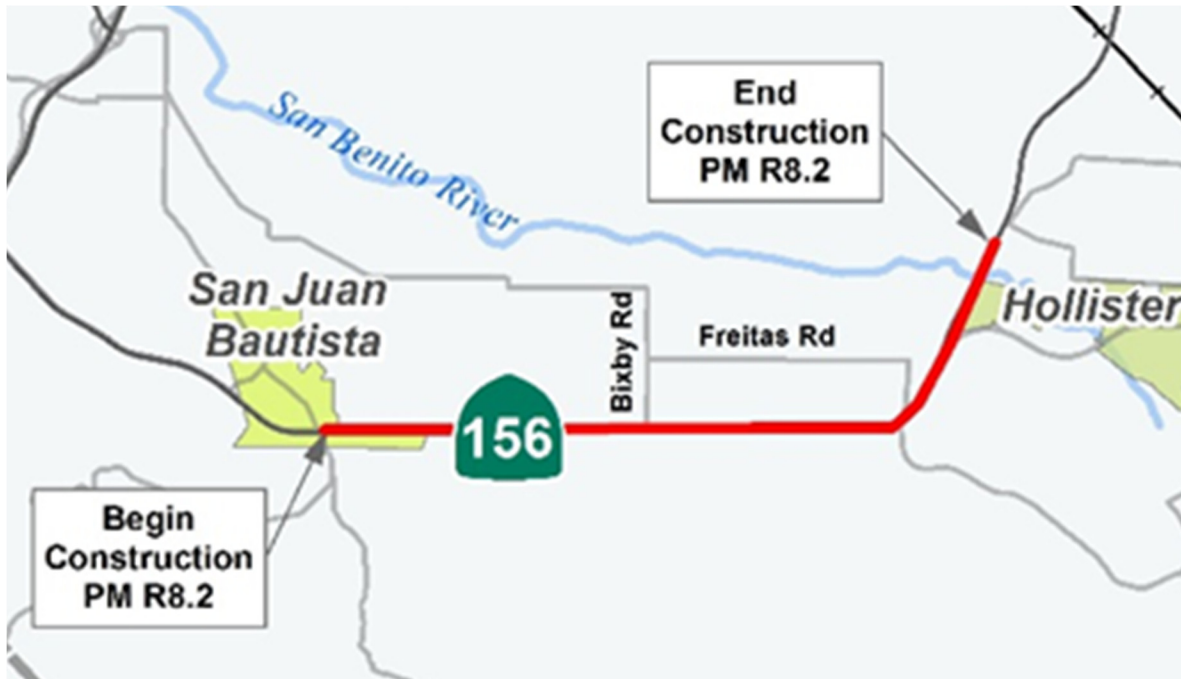 End
Construction
PM R8.2
San Benito River
San Juan
Bautista
Bixby Rd
Freitas Rd
Hollister
156
Begin
Construction
PM R8.2